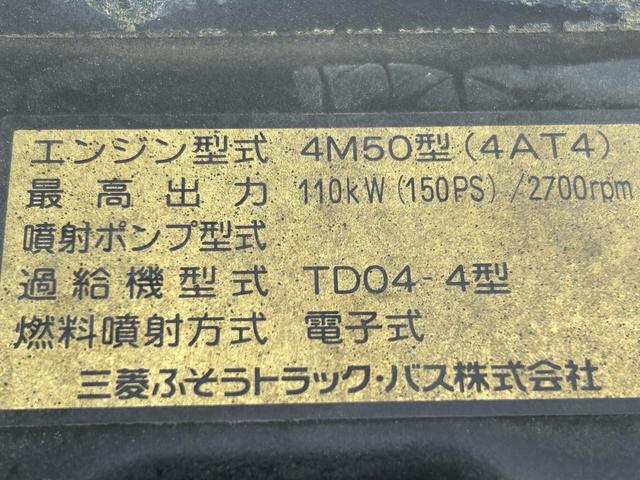 エンジン型式 4M50型(4AT4)
最高出力 110kW(150PS)/2700rpm
噴射ポンプ型式
過給機型式 TD04-4型
燃料噴射方式 電子式
三菱ふそうトラック・バス株式会社